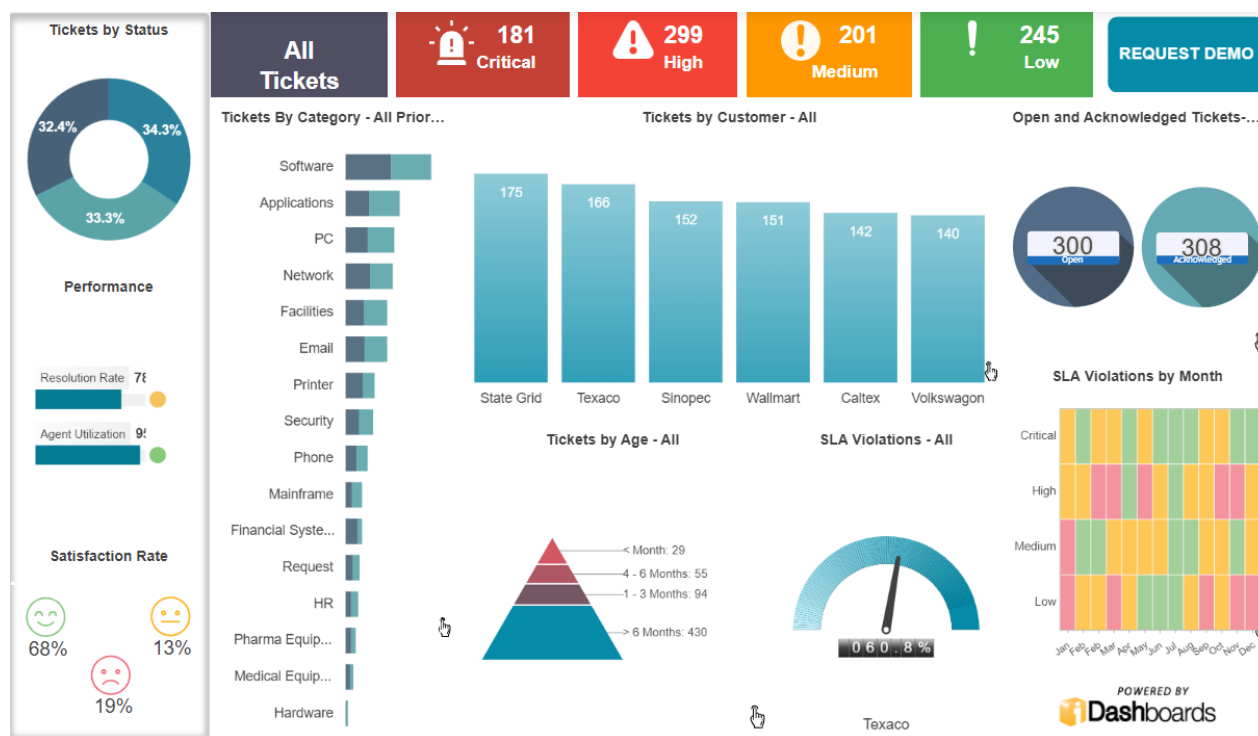 Tickets by Status
34.3%
33.3%
32.4%
Performance
Resolution Rate
Agent Utilization
Satisfaction Rate
68%
13%
19%
All
Tickets
181
Critical
299
High
201
Medium
245
Low
REQUEST DEMO
Tickets By Category - All Prior...
Software
Applications
PC
Network
Facilities
Email
Printer
Security
Phone
Mainframe
Financial Syste...
Request
HR
Pharma Equip...
Medical Equip...
Hardware
Tickets by Customer - All
175
166
152
151
142
140
State Grid
Texaco
Sinopec
Wallmart
Caltex
Volkswagon
Tickets by Age - All
< Month: 29
4 - 6 Months: 55
1 - 3 Months: 94
> 6 Months: 430
SLA Violations - All
060.8%
Texaco
Open and Acknowledged Tickets-...
300
Open
308
Acknowledged
SLA Violations by Month
Critical
High
Medium
Low
Jan Feb Feb Mar Apr May Jun Jul Aug Sep Oct Nov Dec
POWERED BY
iDashboards